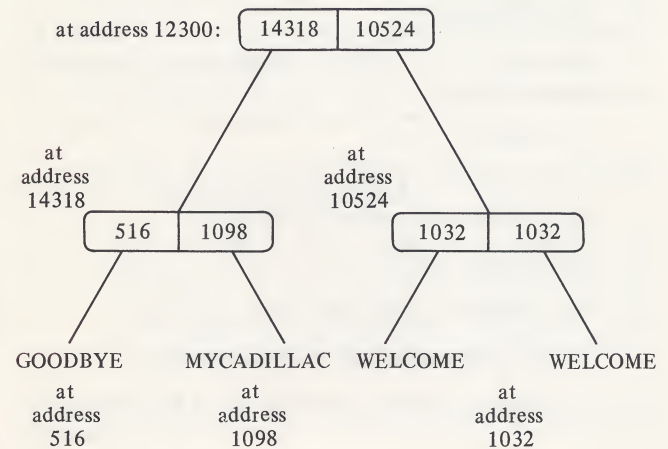 at address 12300: 14318 10524
at
address
14318
at
address
10524
516 1098
1032 1032
GOODBYE MYCADILLAC WELCOME WELCOME
at
address
516
at
address
1098
at
address
1032